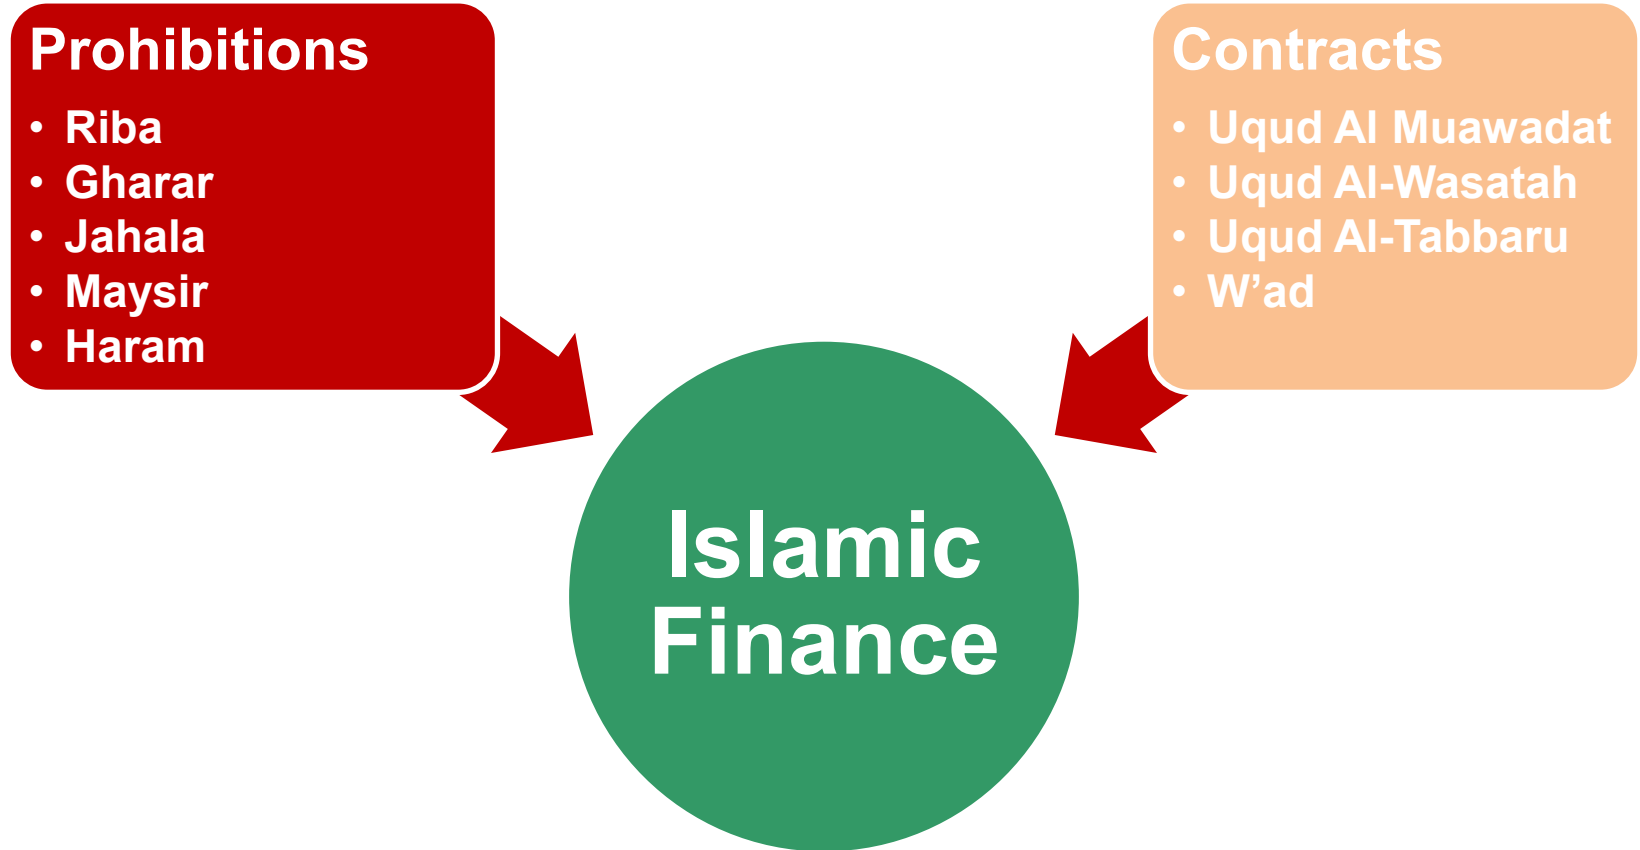 Prohibitions
• Riba
• Gharar
• Jahala
• Maysir
• Haram
Contracts
• Uqud Al Muawadat
• Uqud Al-Wasatah
• Uqud Al-Tabbaru
• W’ad
Islamic
Finance